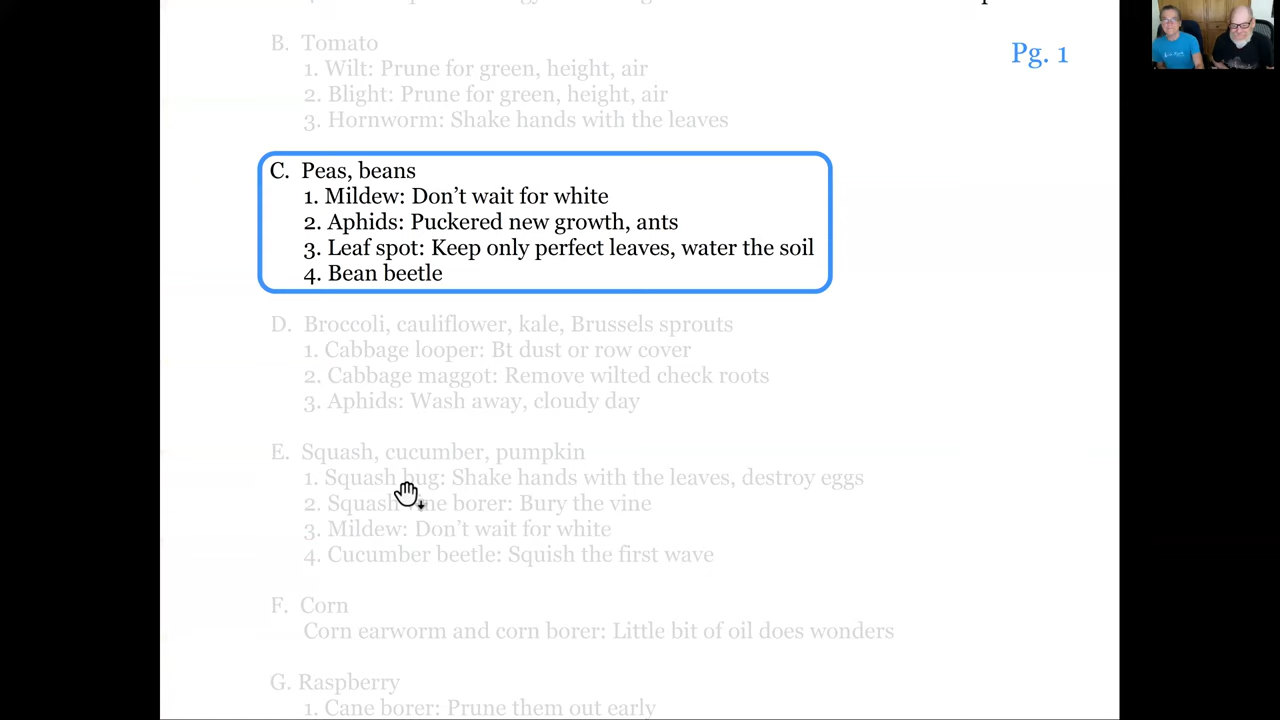 Pg. 1
B. Tomato
1. Wilt: Prune for green, height, air
2. Blight: Prune for green, height, air
3. Hornworm: Shake hands with the leaves
C. Peas, beans
1. Mildew: Don’t wait for white
2. Aphids: Puckered new growth, ants
3. Leaf spot: Keep only perfect leaves, water the soil
4. Bean beetle
D. Broccoli, cauliflower, kale, Brussels sprouts
1. Cabbage looper: Bt dust or row cover
2. Cabbage maggot: Remove wilted check roots
3. Aphids: Wash away, cloudy day
E. Squash, cucumber, pumpkin
1. Squash bug: Shake hands with the leaves, destroy eggs
2. Squash vine borer: Bury the vine
3. Mildew: Don’t wait for white
4. Cucumber beetle: Squish the first wave
F. Corn
Corn earworm and corn borer: Little bit of oil does wonders
G. Raspberry
1. Cane borer: Prune them out early